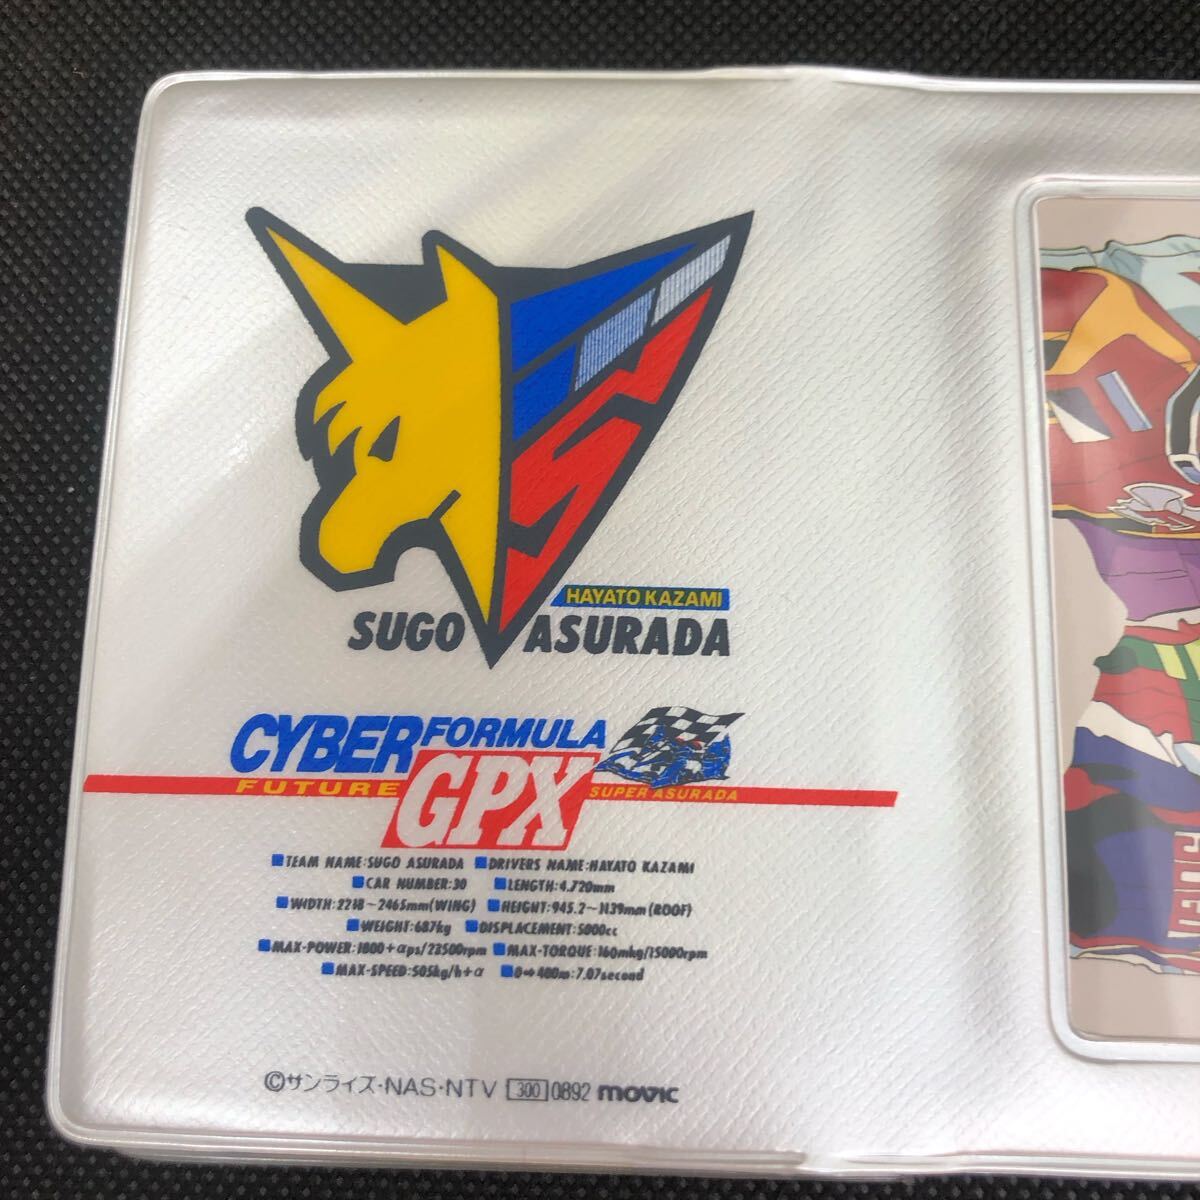 HAYATO KAZAMI
SUGO ASURADA
CYBER FORMULA
FUTURE GPX SUPER ASURADA
■TEAM NAME:SUGO ASURADA ■DRIVERS NAME:HAYATO KAZAMI
■CAR NUMBER:30 ■LENGTH:4.720mm
■WIDTH:2218~2465mm(WING) ■HEIGHT:945.2~1139mm(ROOF)
■WEIGHT:687kg ■DISPLACEMENT:5000cc
■MAX-POWER:1800+αps/23500rpm ■MAX-TORQUE:160mkg/15000rpm
■MAX-SPEED:505kg/h+α ■0⇨400m:7.07second
©サンライズ·NAS·NTV 300 0892 movic